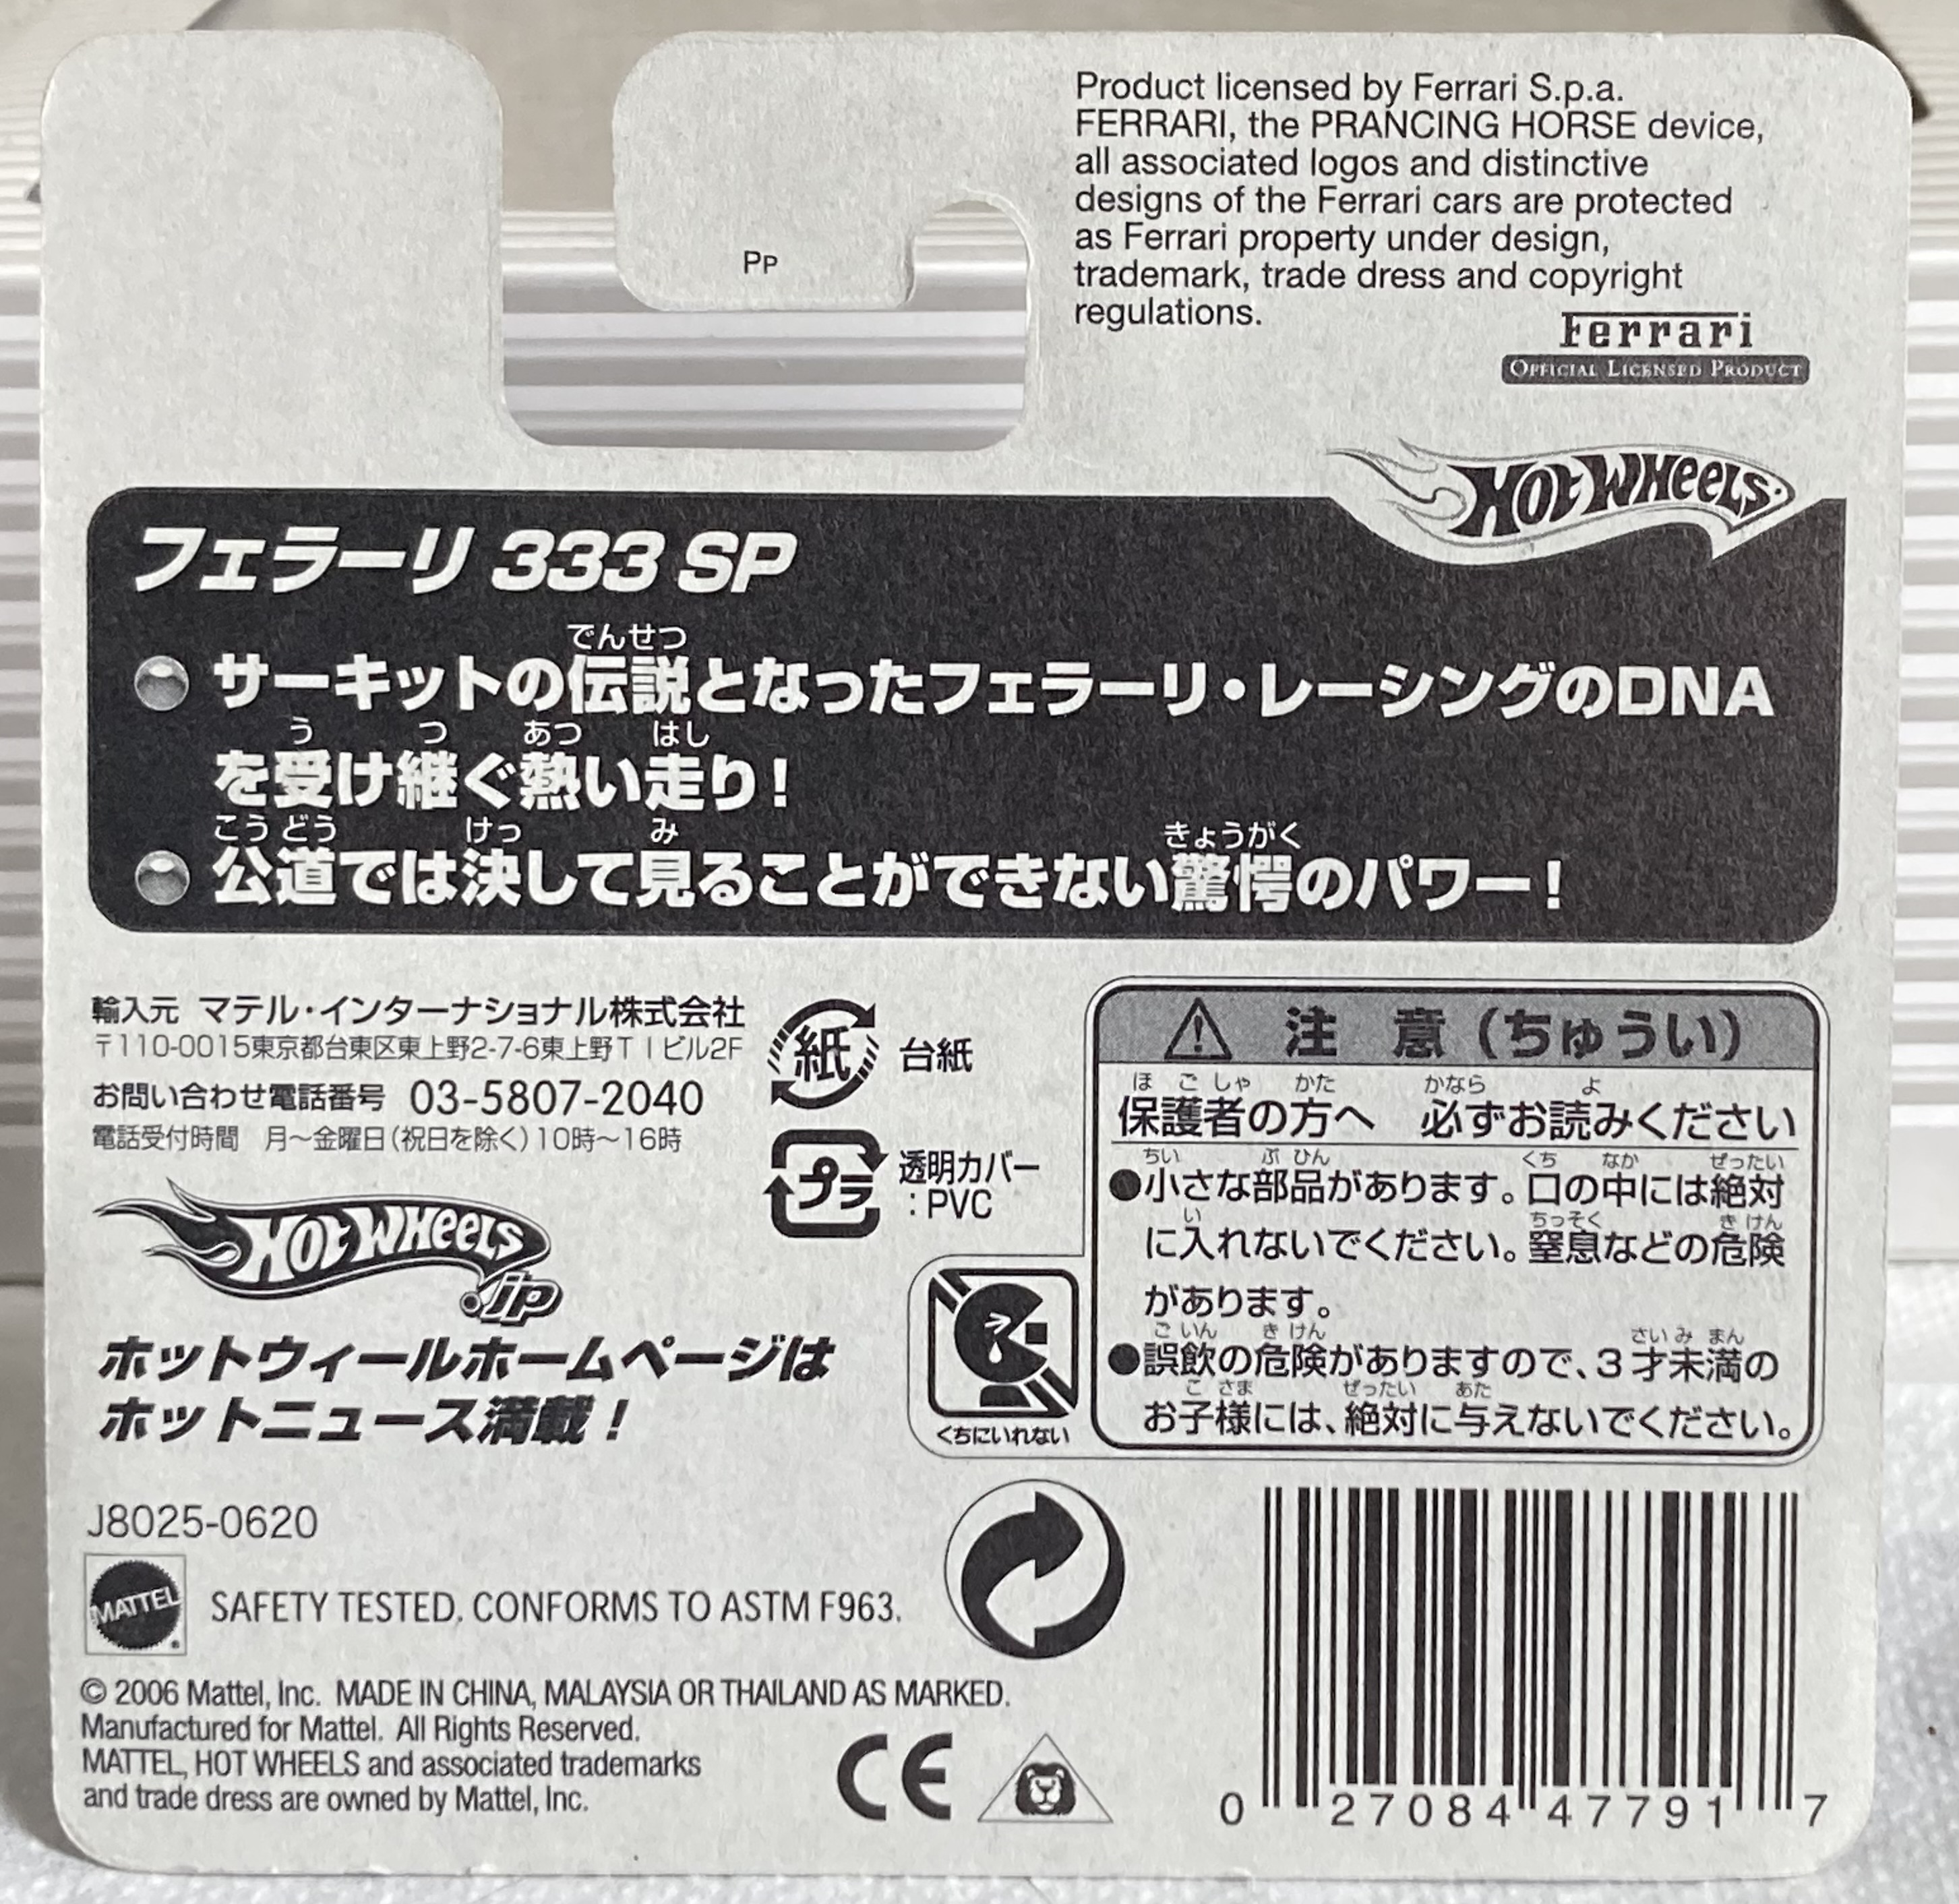 Product licensed by Ferrari S.p.a.
FERRARI, the PRANCING HORSE device,
all associated logos and distinctive
designs of the Ferrari cars are protected
as Ferrari property under design,
trademark, trade dress and copyright
regulations.
PP
Ferrari
OFFICIAL LICENSED PRODUCT
HOT WHEELS
フェラーリ 333 SP
でんせつ
サーキットの伝説となったフェラーリ・レーシングのDNA
う つ あつ はし
を受け継ぐ熱い走り!
こうどう けっ み きょうがく
公道では決して見ることができない驚愕のパワー!
輸入元 マテル・インターナショナル株式会社
〒110-0015東京都台東区東上野2-7-6東上野TIビル2F
お問い合わせ電話番号 03-5807-2040
電話受付時間 月~金曜日(祝日を除く)10時~16時
紙 台紙
プラ 透明カバー
:PVC
HOT WHEELS
.jp
ホットウィールホームページは
ホットニュース満載!
注 意(ちゅうい)
ほ ご しゃ かた かなら よ
保護者の方へ 必ずお読みください
ちい ぶ ひん くち なか ぜったい
●小さな部品があります。口の中には絶対
い ちっそく き けん
に入れないでください。窒息などの危険
があります。
ご いん き けん さい み まん
●誤飲の危険がありますので、3才未満の
こ さま ぜったい あた
お子様には、絶対に与えないでください。
くちにいれない
J8025-0620
MATTEL
SAFETY TESTED. CONFORMS TO ASTM F963.
© 2006 Mattel, Inc. MADE IN CHINA, MALAYSIA OR THAILAND AS MARKED.
Manufactured for Mattel. All Rights Reserved.
MATTEL, HOT WHEELS and associated trademarks
and trade dress are owned by Mattel, Inc.
CE
0 27084 47791 7